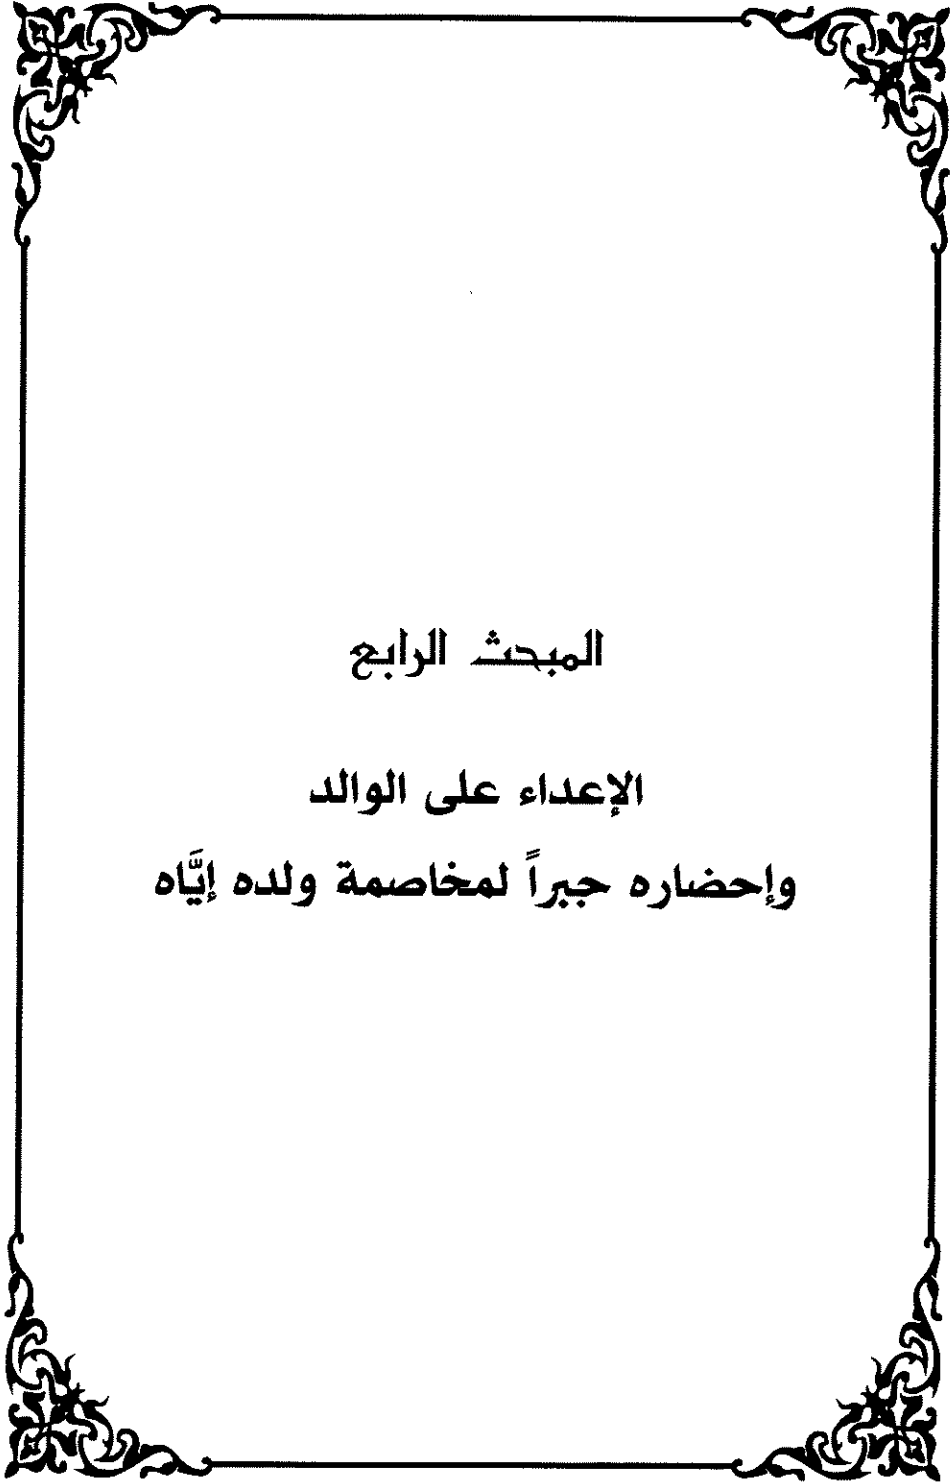 المبحث الرابع
الإعداء على الوالد
وإحضاره جبراً لمخاصمة ولده إيَّاه